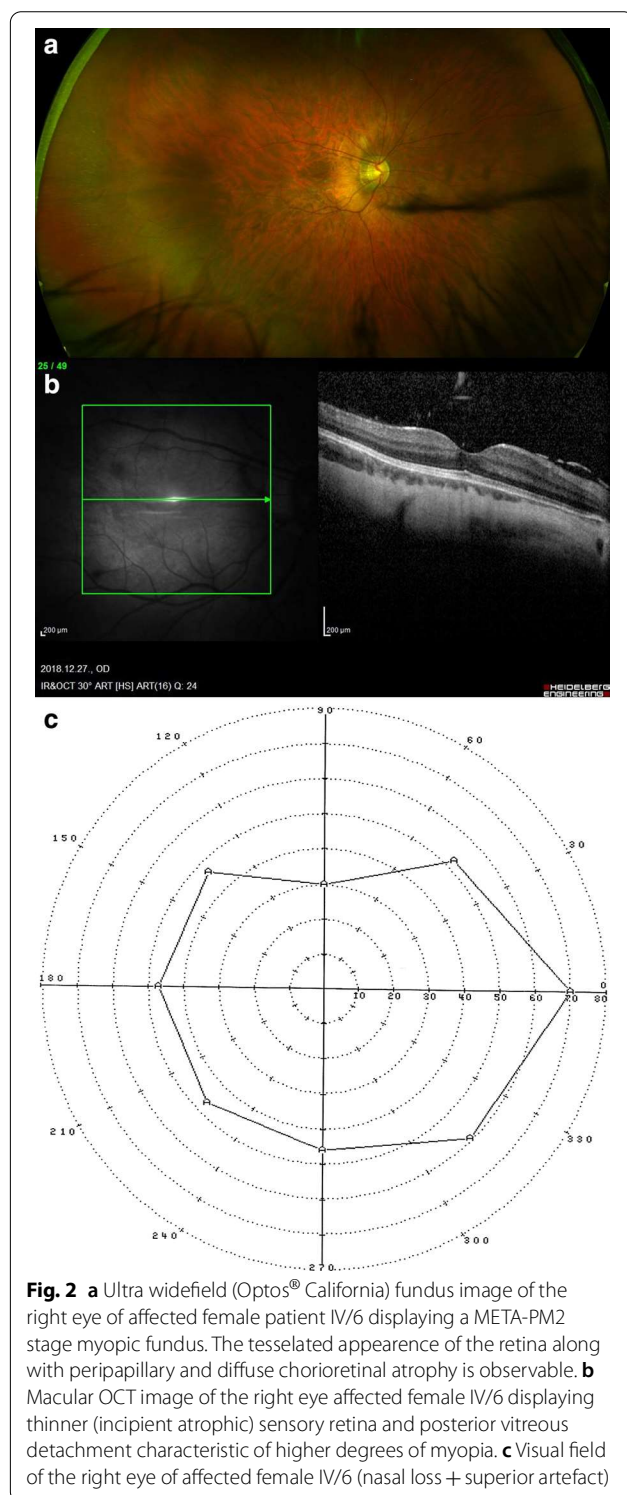 a
25 / 49
b
200 µm
200 µm
2018.12.27., OD
IR&OCT 30° ART [HS] ART(16) Q: 24
HEIDELBERG
ENGINEERING
c
90
120
60
150
30
180
10 20 30 40 50 60 70 80
0
210
330
240
300
270
Fig. 2 a Ultra widefield (Optos® California) fundus image of the
right eye of affected female patient IV/6 displaying a META-PM2
stage myopic fundus. The tesselated appearence of the retina along
with peripapillary and diffuse chorioretinal atrophy is observable. b
Macular OCT image of the right eye affected female IV/6 displaying
thinner (incipient atrophic) sensory retina and posterior vitreous
detachment characteristic of higher degrees of myopia. c Visual field
of the right eye of affected female IV/6 (nasal loss + superior artefact)